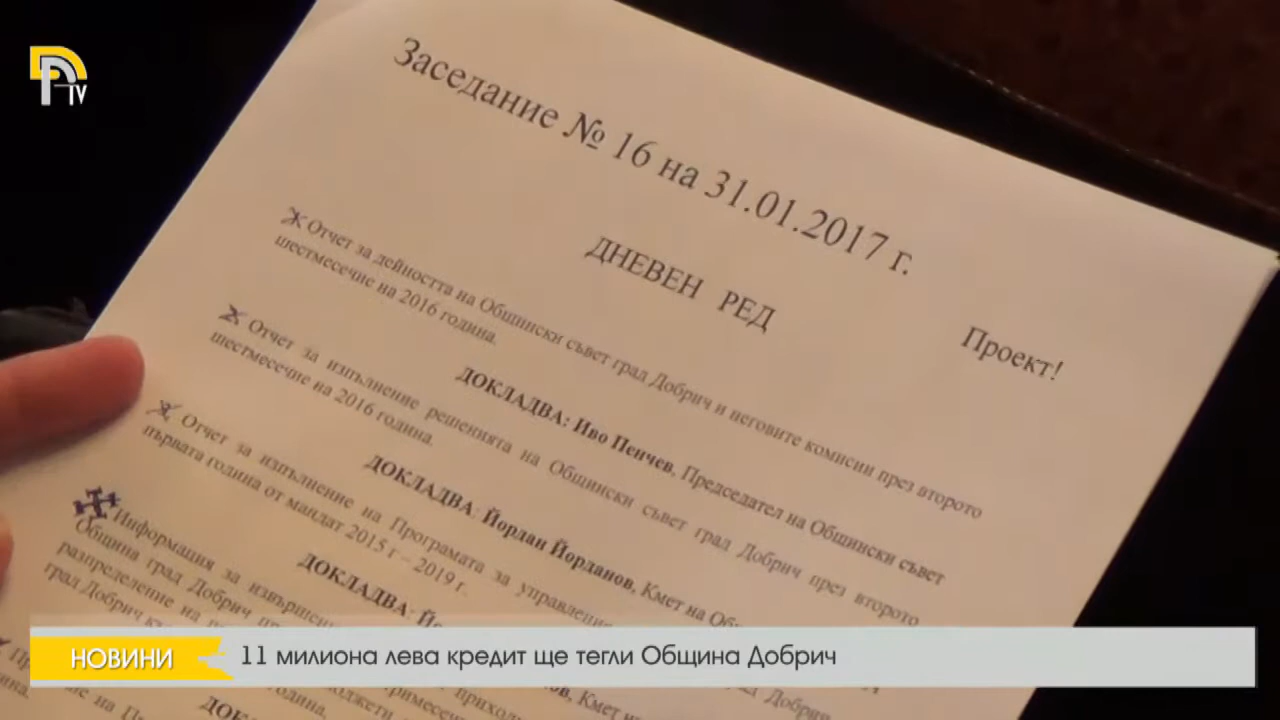 TV
Заседание № 16 на 31.01.2017 г.
ДНЕВЕН РЕД
Проект!
Отчет за дейността на Общински съвет град Добрич и неговите комисии през второто
шестмесечие на 2016 година.
ДОКЛАДВА: Иво Пенчев, Председател на Общински съвет
Отчет за изпълнение решенията на Общински съвет град Добрич през второто
шестмесечие на 2016 година.
ДОКЛАДВА: Йордан Йорданов, Кмет на
Отчет за изпълнение на Програмата за управление
първата година от мандат 2015 г – 2019 г.
ДОКЛАДВА:
Информация за
Община град Добрич
разпределение на
град Добрич
Кмет
НОВИНИ
11 милиона лева кредит ще тегли Община Добрич